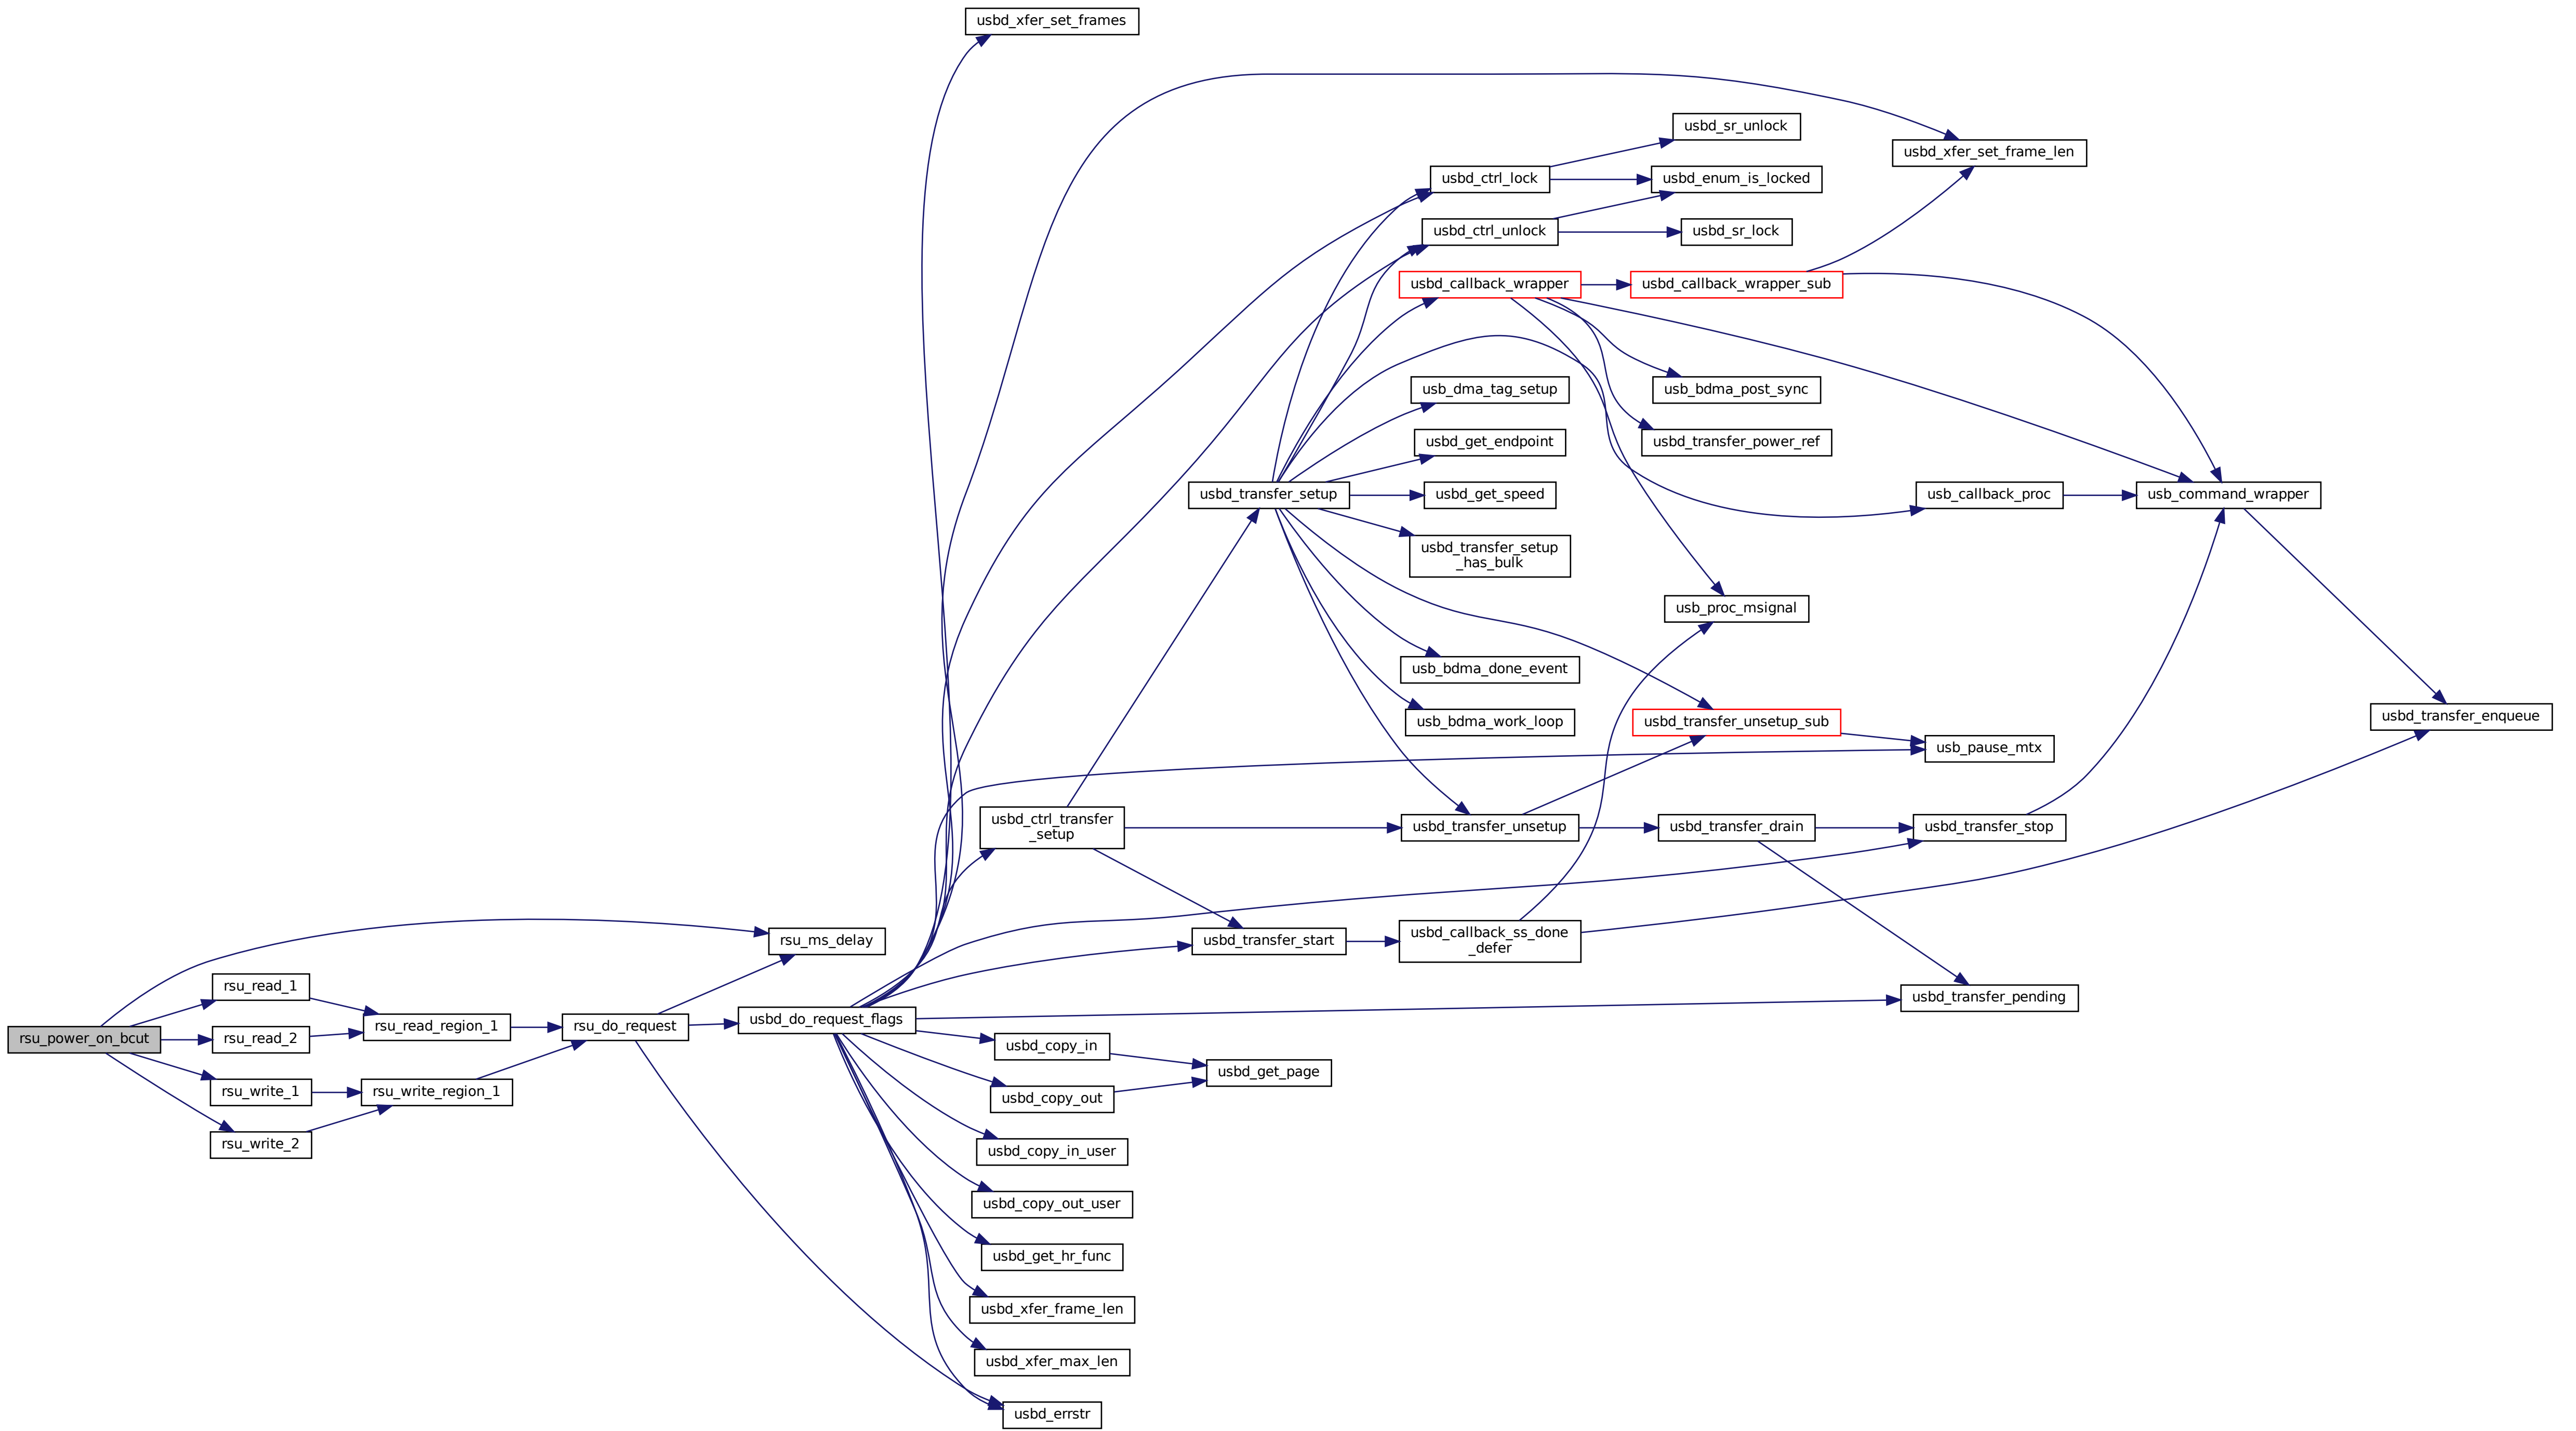 usbd_xfer_set_frames
usbd_sr_unlock
usbd_xfer_set_frame_len
usbd_ctrl_lock
usbd_enum_is_locked
usbd_ctrl_unlock
usbd_sr_lock
usbd_callback_wrapper
usbd_callback_wrapper_sub
usb_dma_tag_setup
usb_bdma_post_sync
usbd_get_endpoint
usbd_transfer_power_ref
usbd_transfer_setup
usbd_get_speed
usb_callback_proc
usb_command_wrapper
usbd_transfer_setup
_has_bulk
usb_proc_msignal
usb_bdma_done_event
usb_bdma_work_loop
usbd_transfer_unsetup_sub
usbd_transfer_enqueue
usb_pause_mtx
usbd_ctrl_transfer
_setup
usbd_transfer_unsetup
usbd_transfer_drain
usbd_transfer_stop
rsu_ms_delay
usbd_transfer_start
usbd_callback_ss_done
_defer
rsu_read_1
usbd_transfer_pending
rsu_power_on_bcut
rsu_read_2
rsu_read_region_1
rsu_do_request
usbd_do_request_flags
usbd_copy_in
usbd_get_page
rsu_write_1
rsu_write_region_1
usbd_copy_out
rsu_write_2
usbd_copy_in_user
usbd_copy_out_user
usbd_get_hr_func
usbd_xfer_frame_len
usbd_xfer_max_len
usbd_errstr